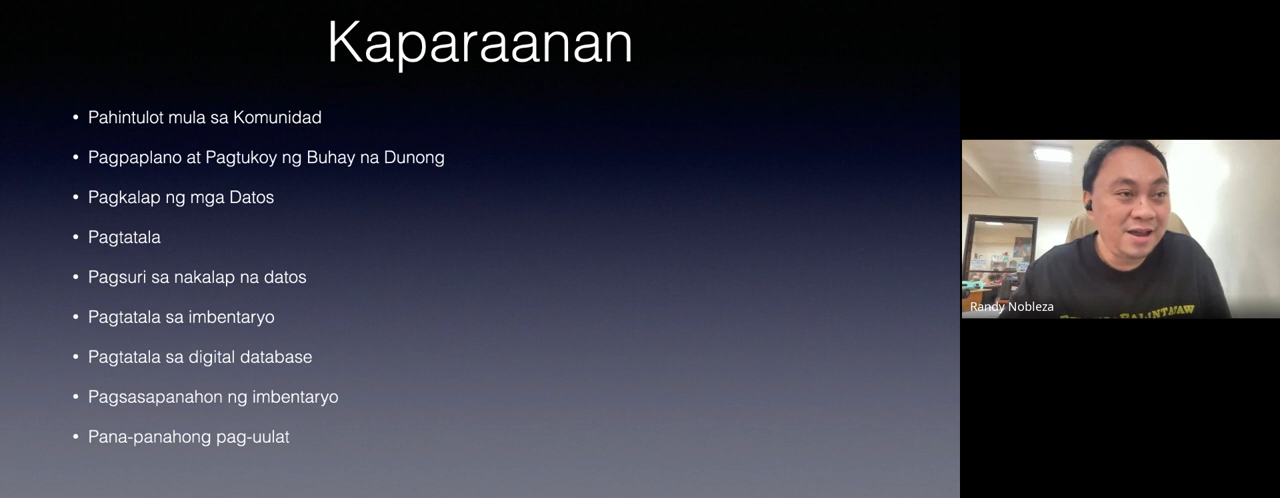 Kaparaanan
• Pahintulot mula sa Komunidad
• Pagpaplano at Pagtukoy ng Buhay na Dunong
• Pagkalap ng mga Datos
• Pagtatala
• Pagsuri sa nakalap na datos
• Pagtatala sa imbentaryo
• Pagtatala sa digital database
• Pagsasapanahon ng imbentaryo
• Pana-panahong pag-uulat
Randy Nobleza